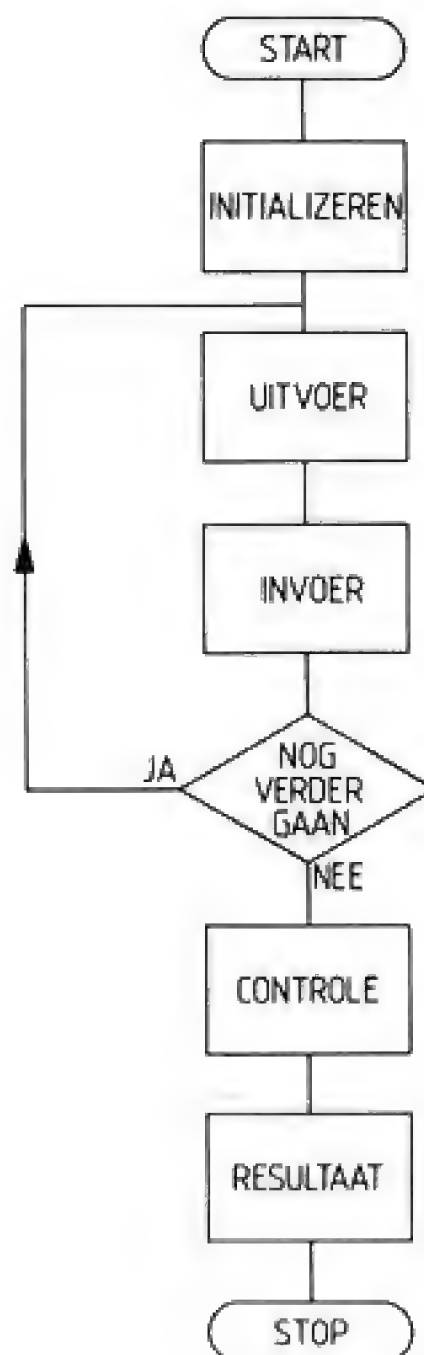 START
INITIALIZEREN
UITVOER
INVOER
JA
NOG
VERDER
GAAN
NEE
CONTROLE
RESULTAAT
STOP